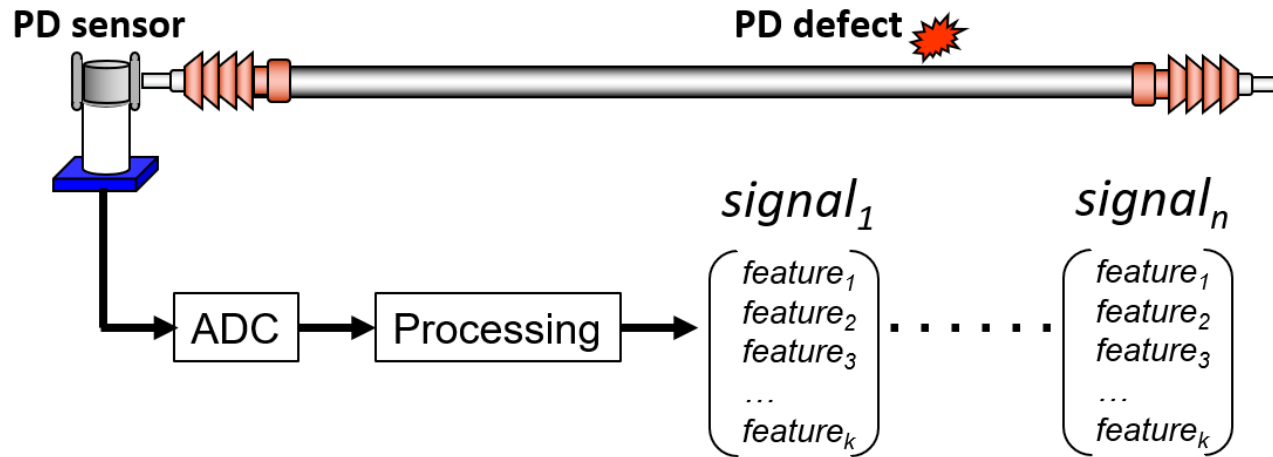 PD sensor
PD defect
signal₁
signalₙ
ADC
Processing
feature₁
feature₂
feature₃
...
featureₖ
. . . . . .
feature₁
feature₂
feature₃
...
featureₖ